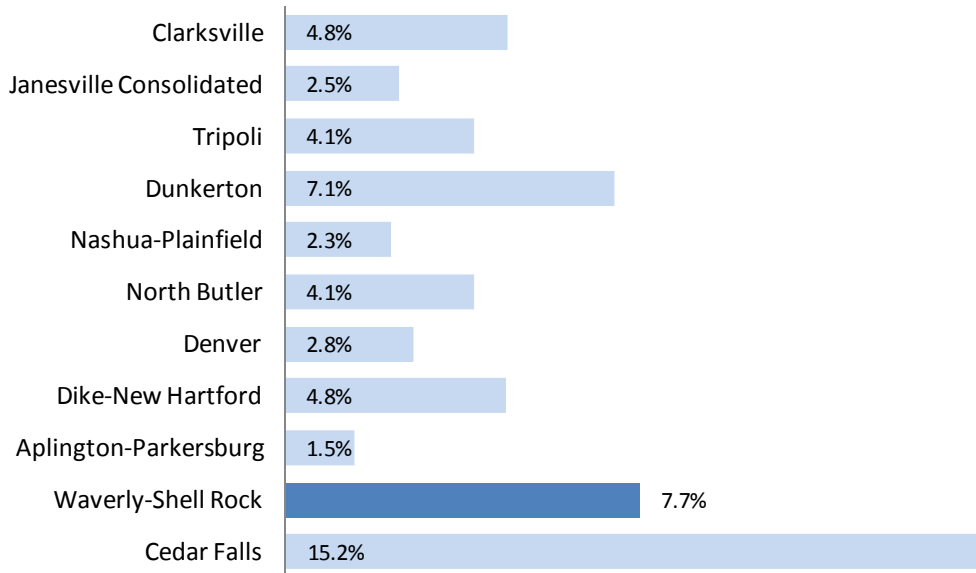 Clarksville 4.8%
Janesville Consolidated 2.5%
Tripoli 4.1%
Dunkerton 7.1%
Nashua-Plainfield 2.3%
North Butler 4.1%
Denver 2.8%
Dike-New Hartford 4.8%
Aplington-Parkersburg 1.5%
Waverly-Shell Rock 7.7%
Cedar Falls 15.2%